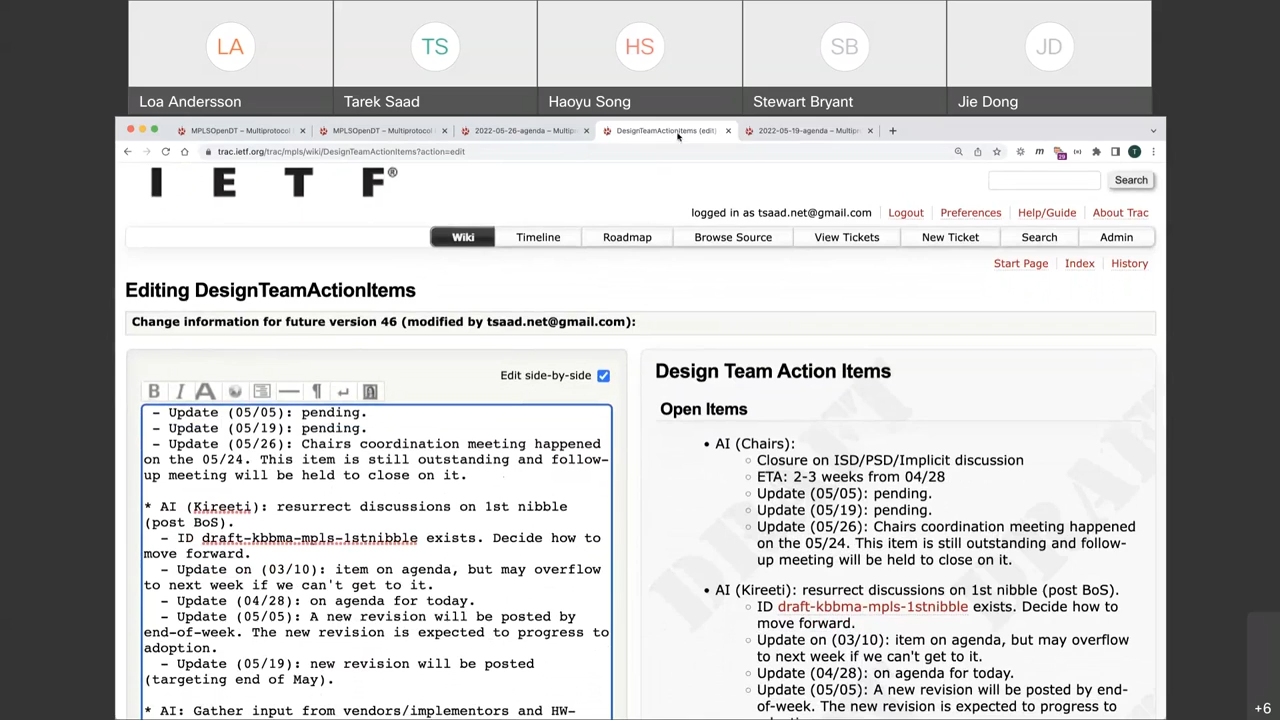 LA
TS
HS
SB
JD
Loa Andersson
Tarek Saad
Haoyu Song
Stewart Bryant
Jie Dong
MPLSOpenDT – Multiprotocol
MPLSOpenDT – Multiprotocol
2022-05-26-agenda – Multipro
DesignTeamActionItems (edit)
2022-05-19-agenda – Multipro
trac.ietf.org/trac/mpls/wiki/DesignTeamActionItems?action=edit
I E T F®
Search
logged in as tsaad.net@gmail.com
Logout
Preferences
Help/Guide
About Trac
Wiki
Timeline
Roadmap
Browse Source
View Tickets
New Ticket
Search
Admin
Start Page
Index
History
Editing DesignTeamActionItems
Change information for future version 46 (modified by tsaad.net@gmail.com):
Edit side-by-side
B I A
- Update (05/05): pending.
- Update (05/19): pending.
- Update (05/26): Chairs coordination meeting happened
on the 05/24. This item is still outstanding and follow-
up meeting will be held to close on it.
* AI (Kireeti): resurrect discussions on 1st nibble
(post BoS).
- ID draft-kbbma-mpls-1stnibble exists. Decide how to
move forward.
- Update on (03/10): item on agenda, but may overflow
to next week if we can't get to it.
- Update (04/28): on agenda for today.
- Update (05/05): A new revision will be posted by
end-of-week. The new revision is expected to progress to
adoption.
- Update (05/19): new revision will be posted
(targeting end of May).
* AI: Gather input from vendors/implementors and HW-
Design Team Action Items
Open Items
• AI (Chairs):
Closure on ISD/PSD/Implicit discussion
ETA: 2-3 weeks from 04/28
Update (05/05): pending.
Update (05/19): pending.
Update (05/26): Chairs coordination meeting happened
on the 05/24. This item is still outstanding and follow-
up meeting will be held to close on it.
• AI (Kireeti): resurrect discussions on 1st nibble (post BoS).
ID draft-kbbma-mpls-1stnibble exists. Decide how to
move forward.
Update on (03/10): item on agenda, but may overflow
to next week if we can't get to it.
Update (04/28): on agenda for today.
Update (05/05): A new revision will be posted by end-
of-week. The new revision is expected to progress to
+6